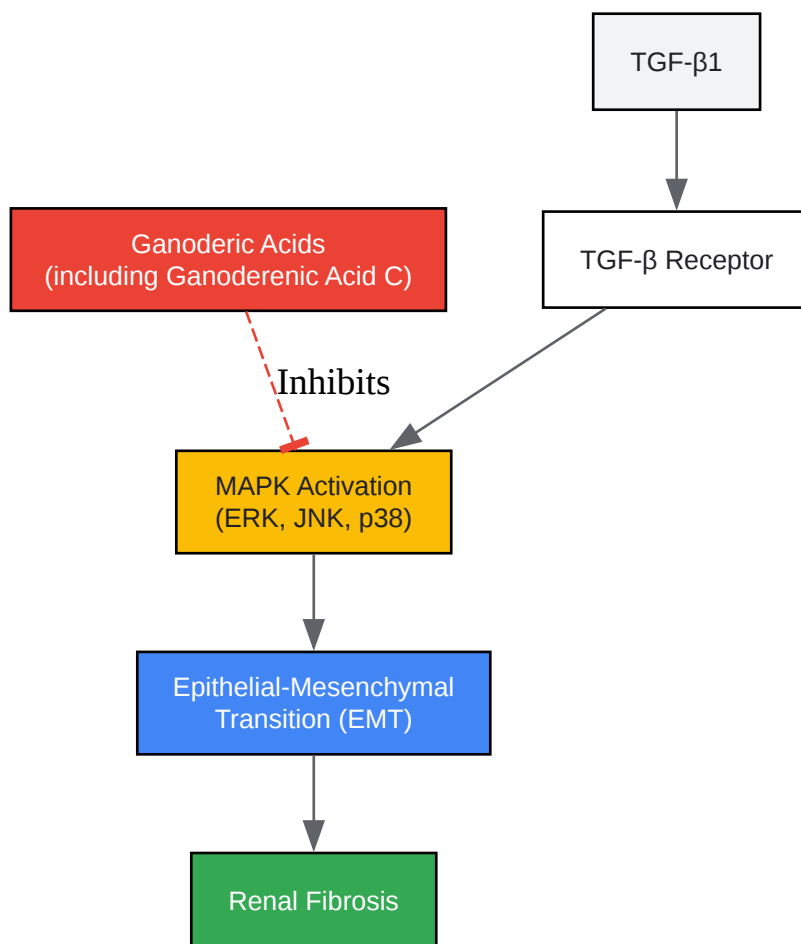 TGF-β1
Ganoderic Acids
(including Ganoderenic Acid C)
TGF-β Receptor
Inhibits
MAPK Activation
(ERK, JNK, p38)
Epithelial-Mesenchymal
Transition (EMT)
Renal Fibrosis